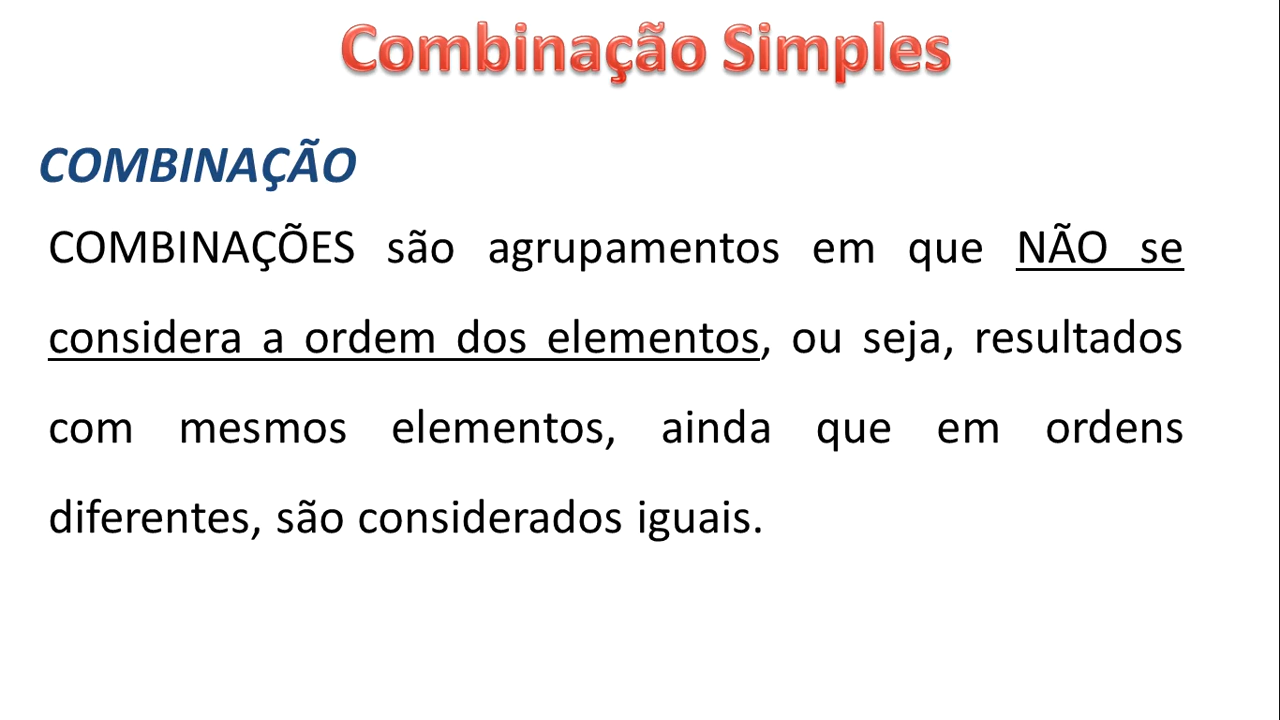 Combinação Simples
COMBINAÇÃO
COMBINAÇÕES são agrupamentos em que NÃO se
considera a ordem dos elementos, ou seja, resultados
com mesmos elementos, ainda que em ordens
diferentes, são considerados iguais.